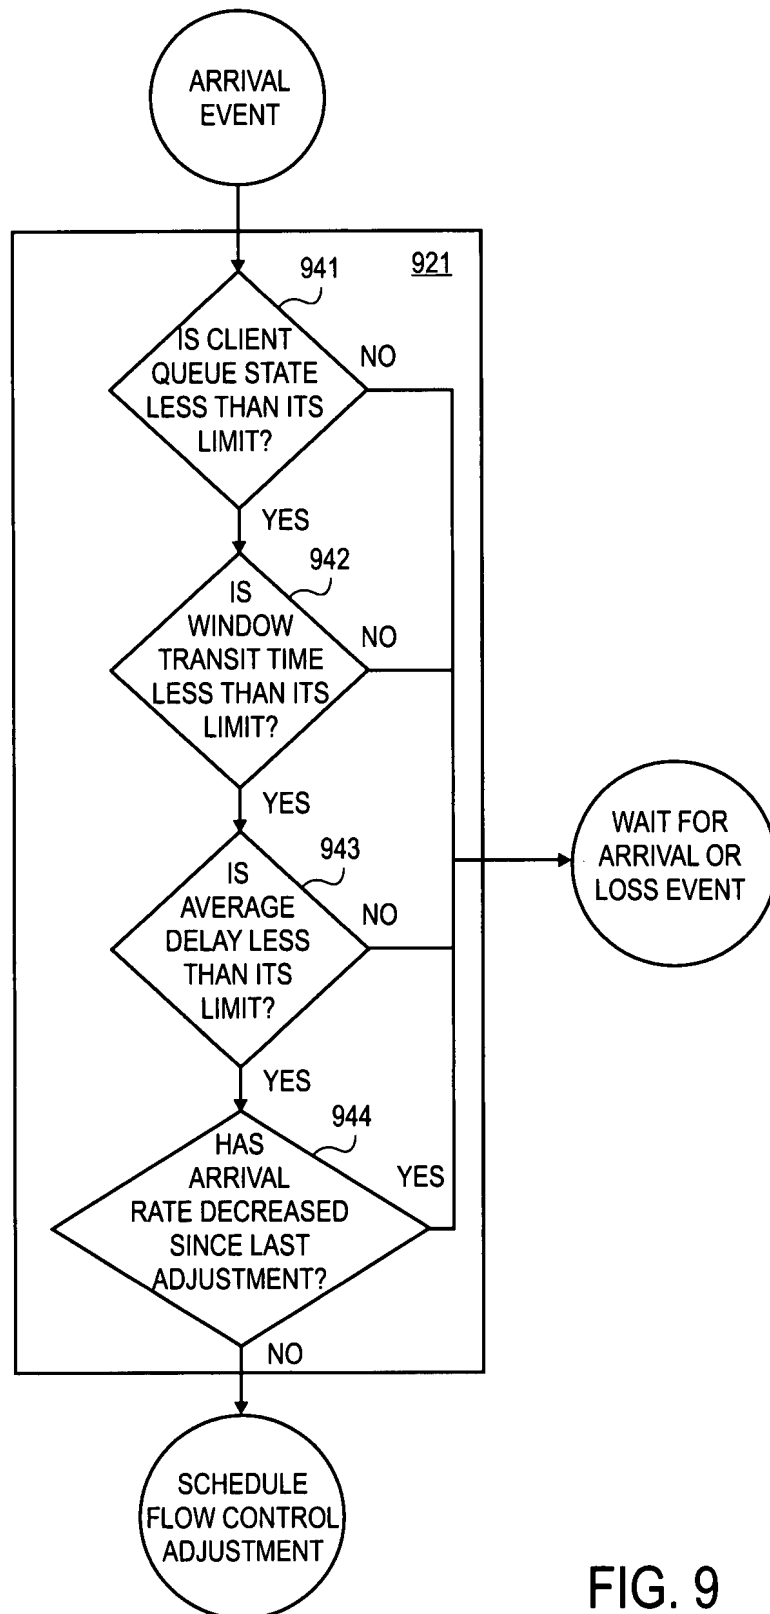 ARRIVAL
EVENT
921
941
IS CLIENT
QUEUE STATE
LESS THAN ITS
LIMIT?
NO
YES
942
IS
WINDOW
TRANSIT TIME
LESS THAN ITS
LIMIT?
NO
YES
943
IS
AVERAGE
DELAY LESS
THAN ITS
LIMIT?
NO
WAIT FOR
ARRIVAL OR
LOSS EVENT
YES
944
HAS
ARRIVAL
RATE DECREASED
SINCE LAST
ADJUSTMENT?
YES
NO
SCHEDULE
FLOW CONTROL
ADJUSTMENT
FIG. 9